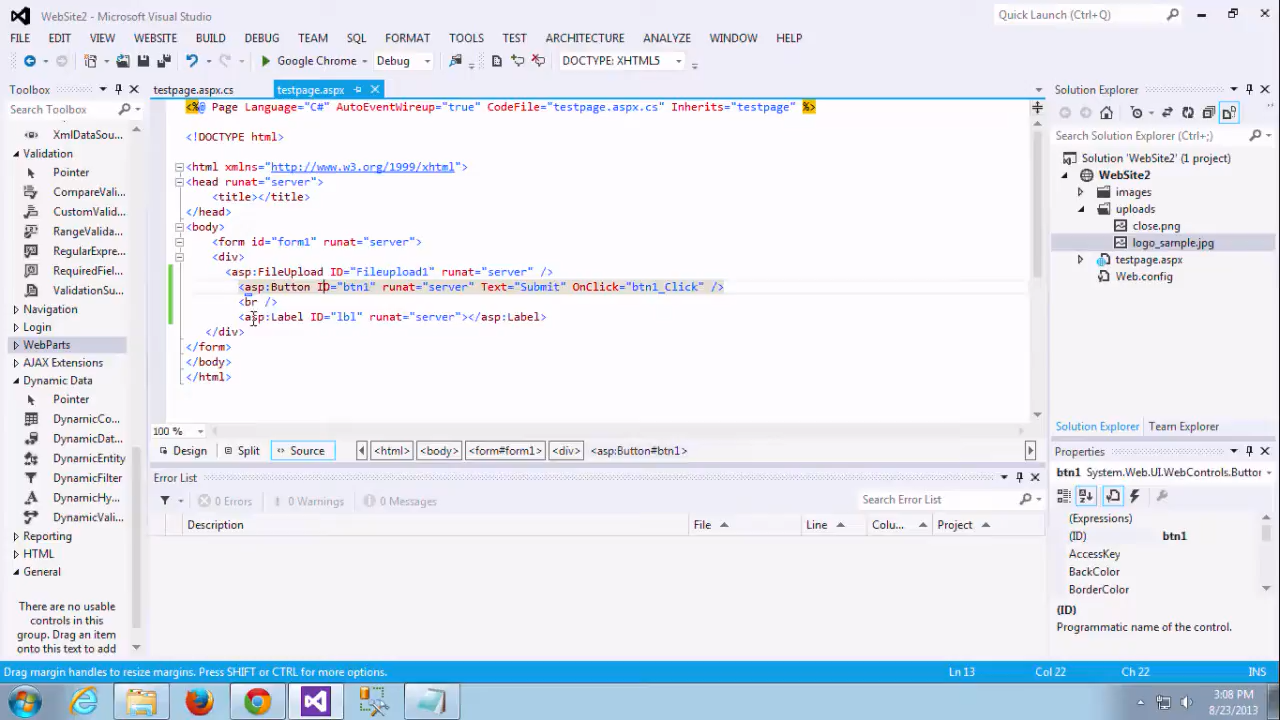 WebSite2 - Microsoft Visual Studio
Quick Launch (Ctrl+Q)
FILE EDIT VIEW WEBSITE BUILD DEBUG TEAM SQL FORMAT TOOLS TEST ARCHITECTURE ANALYZE WINDOW HELP
Google Chrome Debug DOCTYPE: XHTML5
Toolbox
Search Toolbox
XmlDataSou...
Validation
Pointer
CompareVali...
CustomValid...
RangeValida...
RegularExpre...
RequiredFiel...
ValidationSu...
Navigation
Login
WebParts
AJAX Extensions
Dynamic Data
Pointer
DynamicCo...
DynamicDat...
DynamicEntity
DynamicFilter
DynamicHy...
DynamicVali...
Reporting
HTML
General
There are no usable
controls in this
group. Drag an item
onto this text to add
testpage.aspx.cs testpage.aspx
<%@ Page Language="C#" AutoEventWireup="true" CodeFile="testpage.aspx.cs" Inherits="testpage" %>
<!DOCTYPE html>
<html xmlns="http://www.w3.org/1999/xhtml">
<head runat="server">
<title></title>
</head>
<body>
<form id="form1" runat="server">
<div>
<asp:FileUpload ID="Fileupload1" runat="server" />
<asp:Button ID="btn1" runat="server" Text="Submit" OnClick="btn1_Click" />
<br />
<asp:Label ID="lbl" runat="server"></asp:Label>
</div>
</form>
</body>
</html>
100 %
Design Split Source <html> <body> <form#form1> <div> <asp:Button#btn1>
Error List
0 Errors 0 Warnings 0 Messages Search Error List
Description File Line Colu... Project
Solution Explorer
Search Solution Explorer (Ctrl+;)
Solution 'WebSite2' (1 project)
WebSite2
images
uploads
close.png
logo_sample.jpg
testpage.aspx
Web.config
Solution Explorer Team Explorer
Properties
btn1 System.Web.UI.WebControls.Button
(Expressions)
(ID) btn1
AccessKey
BackColor
BorderColor
(ID)
Programmatic name of the control.
Drag margin handles to resize margins. Press SHIFT or CTRL for more options. Ln 13 Col 22 Ch 22 INS
3:08 PM
8/23/2013